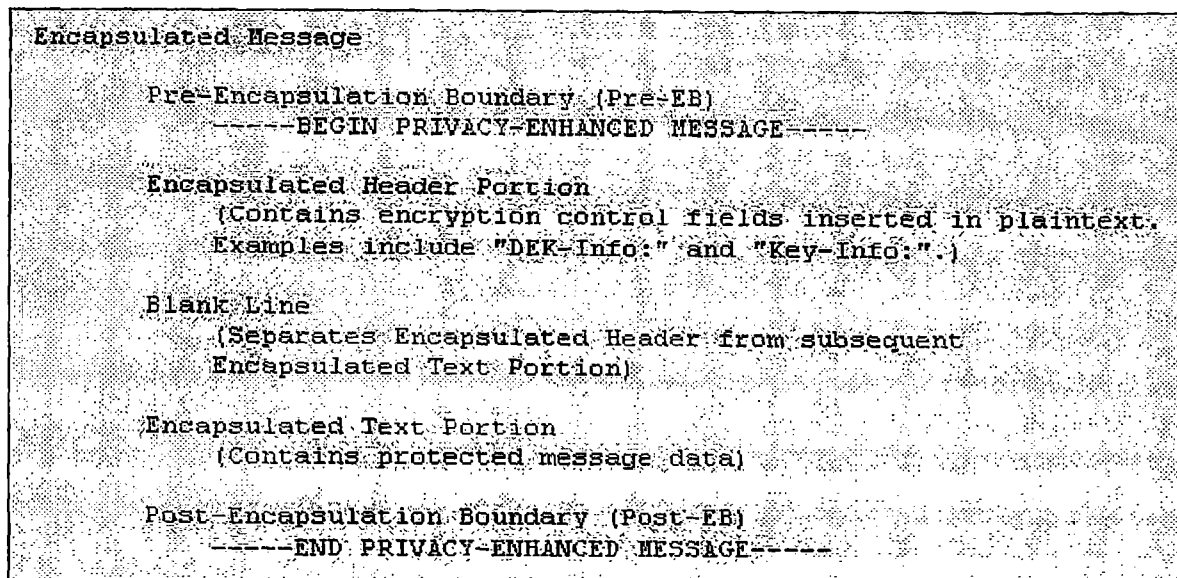 Encapsulated Message
Pre-Encapsulation Boundary (Pre-EB)
-----BEGIN PRIVACY-ENHANCED MESSAGE-----
Encapsulated Header Portion
(Contains encryption control fields inserted in plaintext.
Examples include "DEK-Info:" and "Key-Info:".)
Blank Line
(Separates Encapsulated Header from subsequent
Encapsulated Text Portion)
Encapsulated Text Portion
(Contains protected message data)
Post-Encapsulation Boundary (Post-EB)
-----END PRIVACY-ENHANCED MESSAGE-----